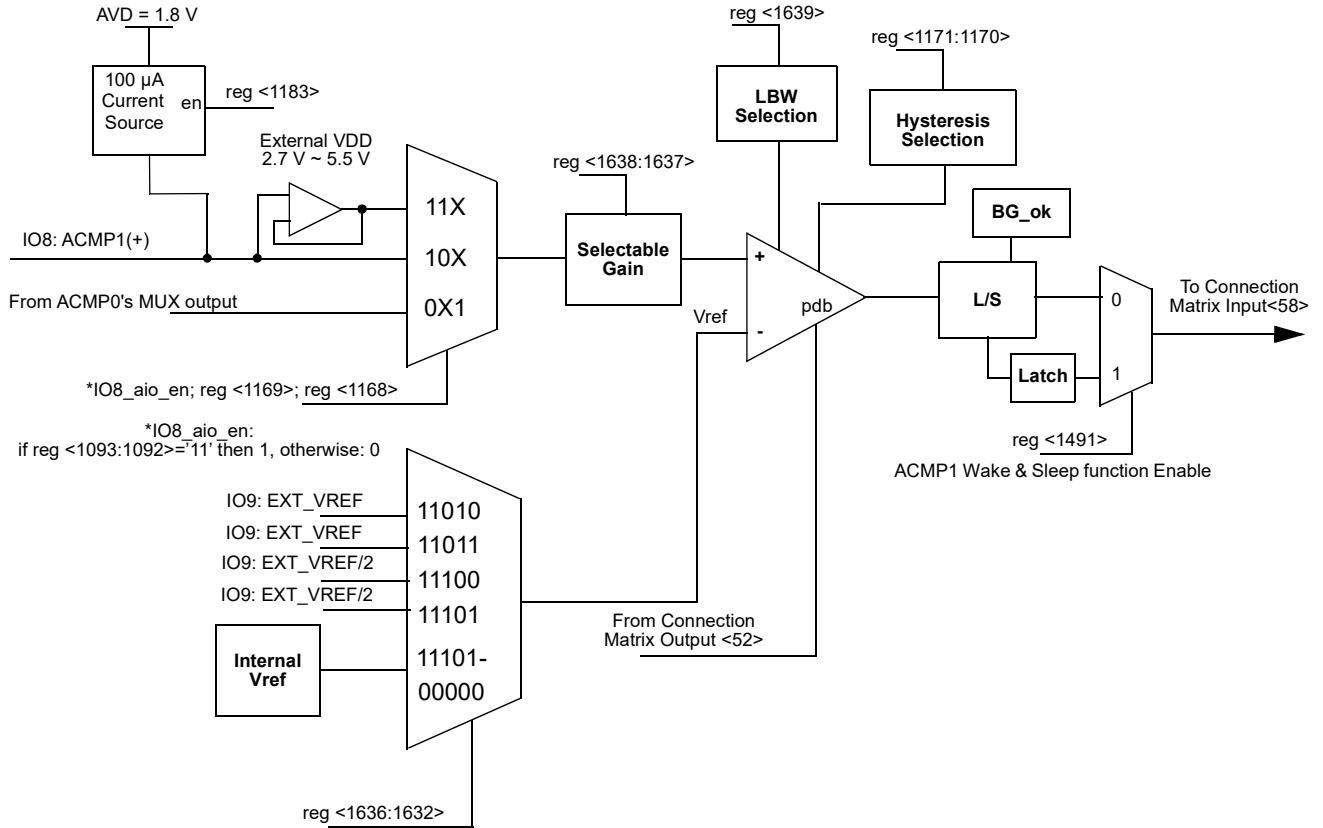 AVD = 1.8 V
100 µA
Current
Source
en
reg <1183>
External VDD
2.7 V ~ 5.5 V
IO8: ACMP1(+)
From ACMP0's MUX output
11X
10X
0X1
*IO8_aio_en; reg <1169>; reg <1168>
*IO8_aio_en:
if reg <1093:1092>='11' then 1, otherwise: 0
reg <1638:1637>
Selectable
Gain
reg <1639>
LBW
Selection
reg <1171:1170>
Hysteresis
Selection
Vref
+
-
pdb
BG_ok
L/S
Latch
0
1
To Connection
Matrix Input<58>
reg <1491>
ACMP1 Wake & Sleep function Enable
IO9: EXT_VREF
IO9: EXT_VREF
IO9: EXT_VREF/2
IO9: EXT_VREF/2
Internal
Vref
11010
11011
11100
11101
11101-
00000
From Connection
Matrix Output <52>
reg <1636:1632>